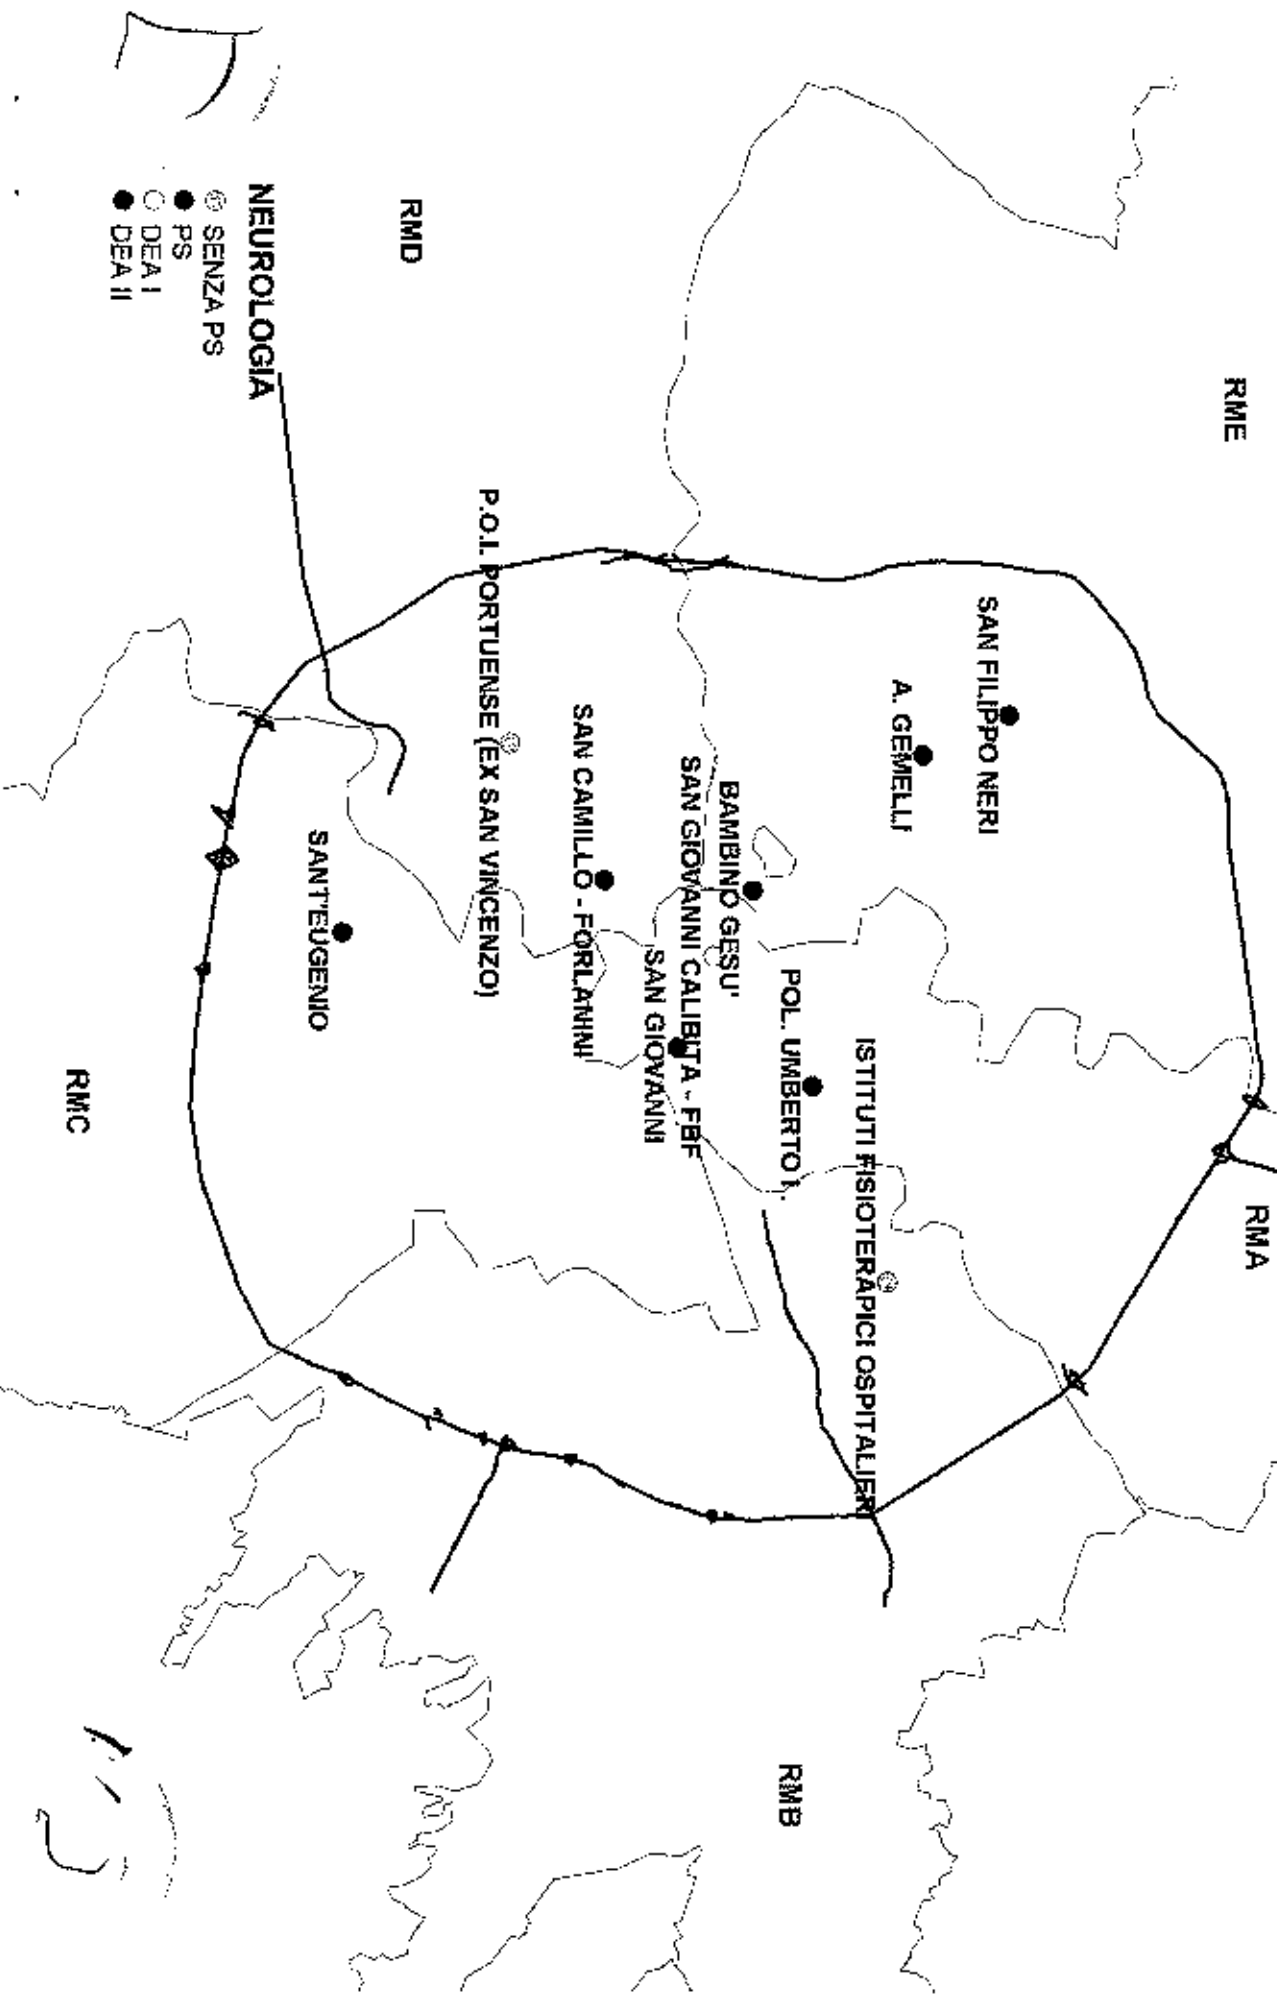 RME
RMA
SAN FILIPPO NERI
A. GEMELLI
ISTITUTI FISIOTERAPICI OSPITALIERI
POL. UMBERTO I.
RMB
BAMBINO GESU'
SAN GIOVANNI CALIBITA - FBF
SAN GIOVANNI
SAN CAMILLO - FORLANINI
P.O.I. PORTUENSE (EX SAN VINCENZO)
RMD
SANT'EUGENIO
NEUROLOGIA
SENZA PS
PS
DEA I
DEA II
RMC